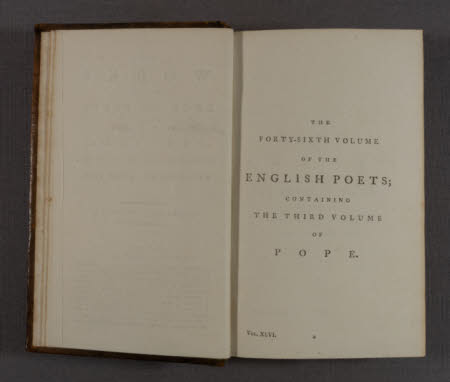 THE
FORTY-SIXTH VOLUME
OF THE
ENGLISH POETS;
CONTAINING
THE THIRD VOLUME
OF
POPE.
VOL. XLVI.